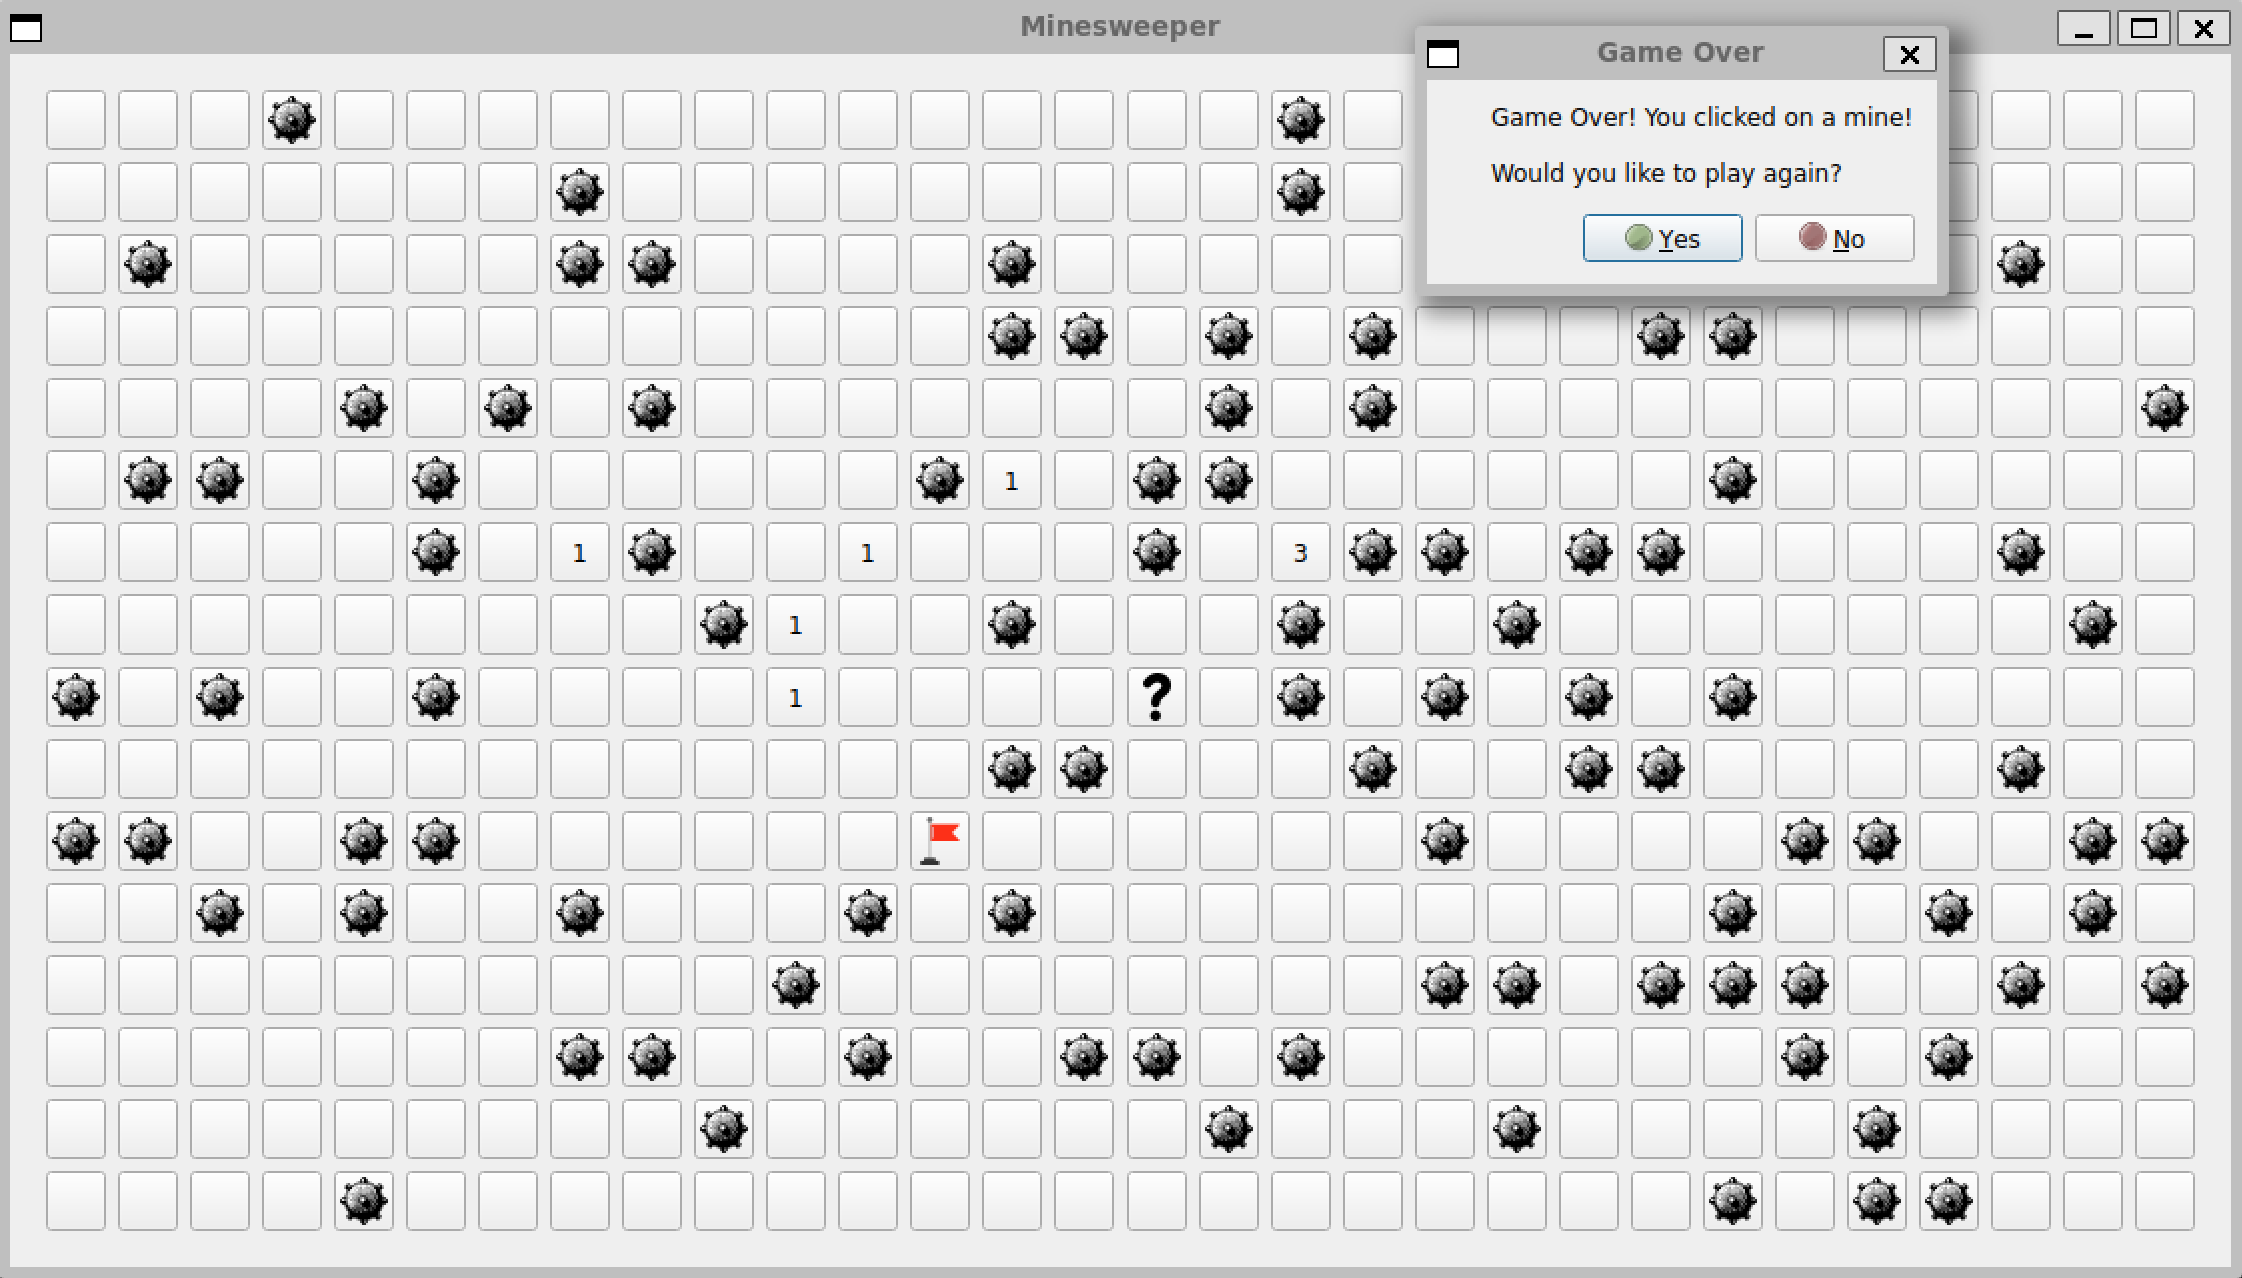 Minesweeper
Game Over
Game Over! You clicked on a mine!
Would you like to play again?
Yes No
1
1 1 3
1
1 ?